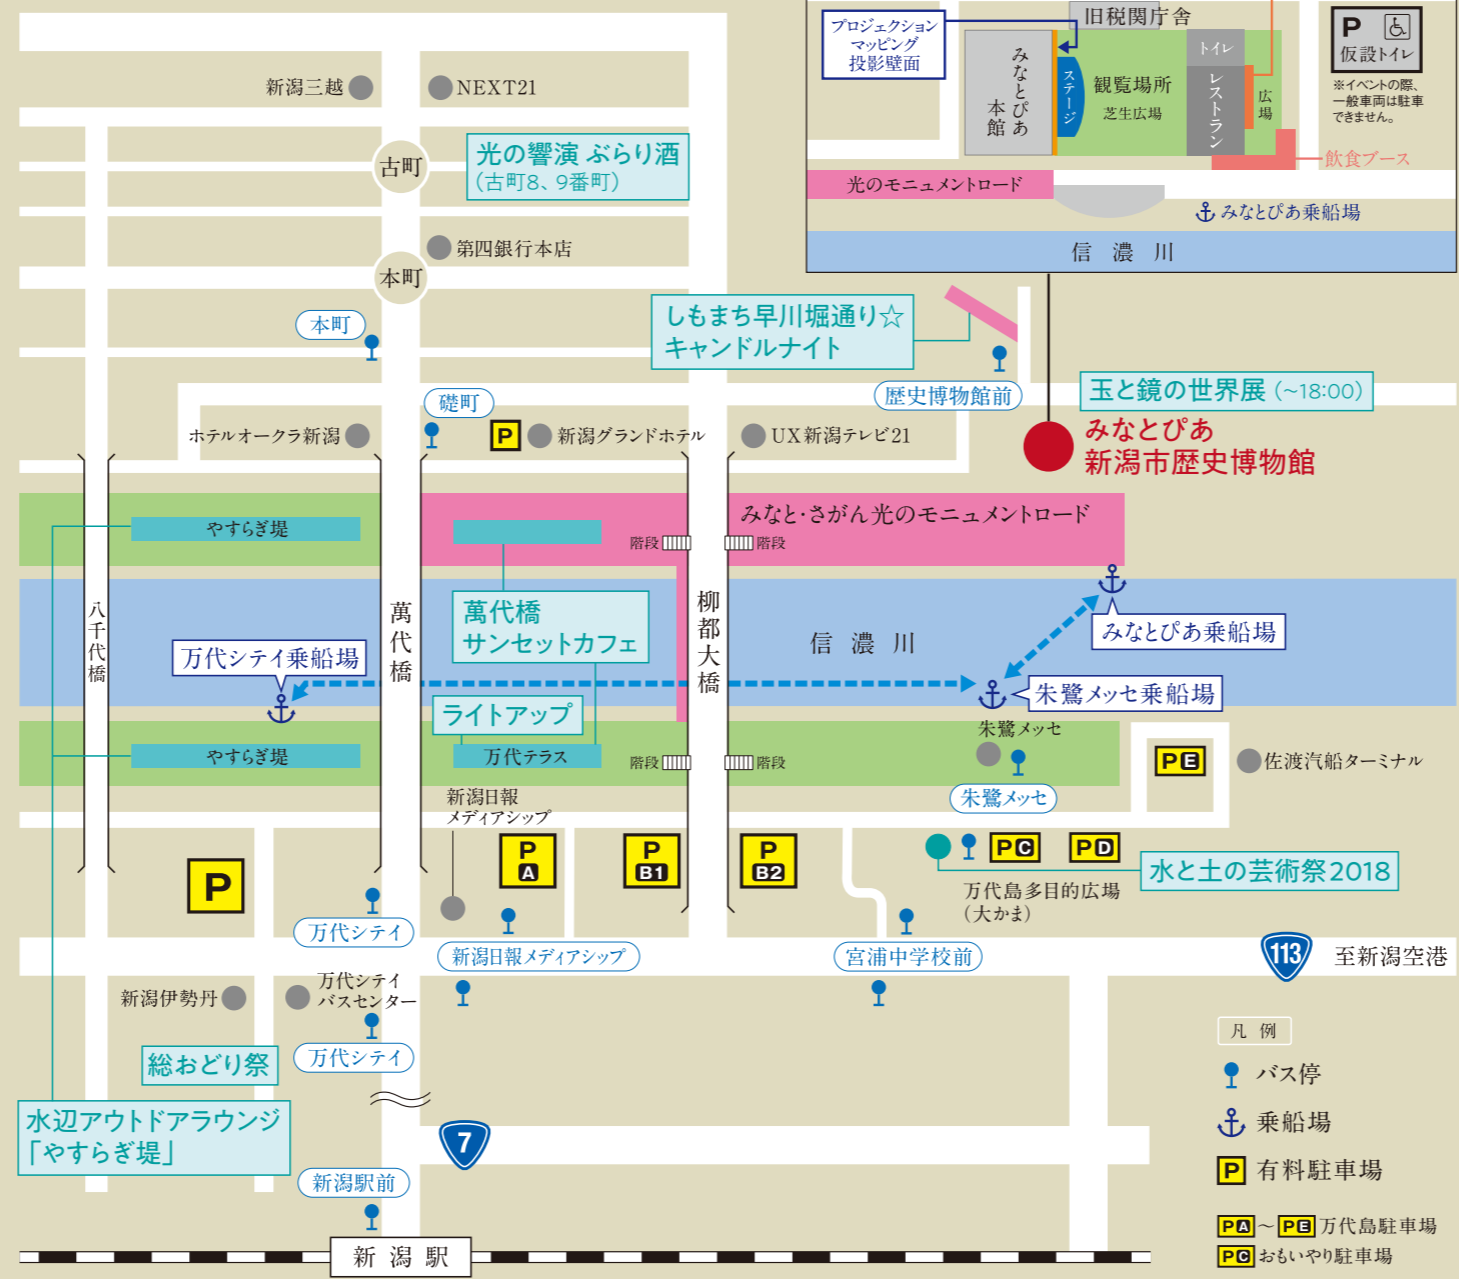 プロジェクション
マッピング
投影壁面
旧税関庁舎
みなとぴあ
本館
ステージ
観覧場所
芝生広場
トイレ
レストラン
広場
P
仮設トイレ
※イベントの際、
一般車両は駐車
できません。
飲食ブース
光のモニュメントロード
みなとぴあ乗船場
信濃川
新潟三越
NEXT21
古町
光の響演 ぶらり酒
(古町8、9番町)
第四銀行本店
本町
本町
しもまち早川堀通り☆
キャンドルナイト
歴史博物館前
玉と鏡の世界展 (~18:00)
みなとぴあ
新潟市歴史博物館
礎町
ホテルオークラ新潟
P
新潟グランドホテル
UX新潟テレビ21
やすらぎ堤
みなと・さがん光のモニュメントロード
階段
階段
八千代橋
萬代橋
柳都大橋
萬代橋
サンセットカフェ
信濃川
みなとぴあ乗船場
万代シテイ乗船場
朱鷺メッセ乗船場
ライトアップ
やすらぎ堤
万代テラス
階段
階段
朱鷺メッセ
朱鷺メッセ
PE
佐渡汽船ターミナル
新潟日報
メディアシップ
P
P
A
P
B1
P
B2
PC
PD
万代島多目的広場
(大かま)
水と土の芸術祭2018
万代シテイ
新潟日報メディアシップ
宮浦中学校前
113
至新潟空港
新潟伊勢丹
万代シテイ
バスセンター
万代シテイ
総おどり祭
水辺アウトドアラウンジ
「やすらぎ堤」
7
新潟駅前
新潟駅
凡例
バス停
乗船場
P 有料駐車場
PA~PE 万代島駐車場
PC おもいやり駐車場